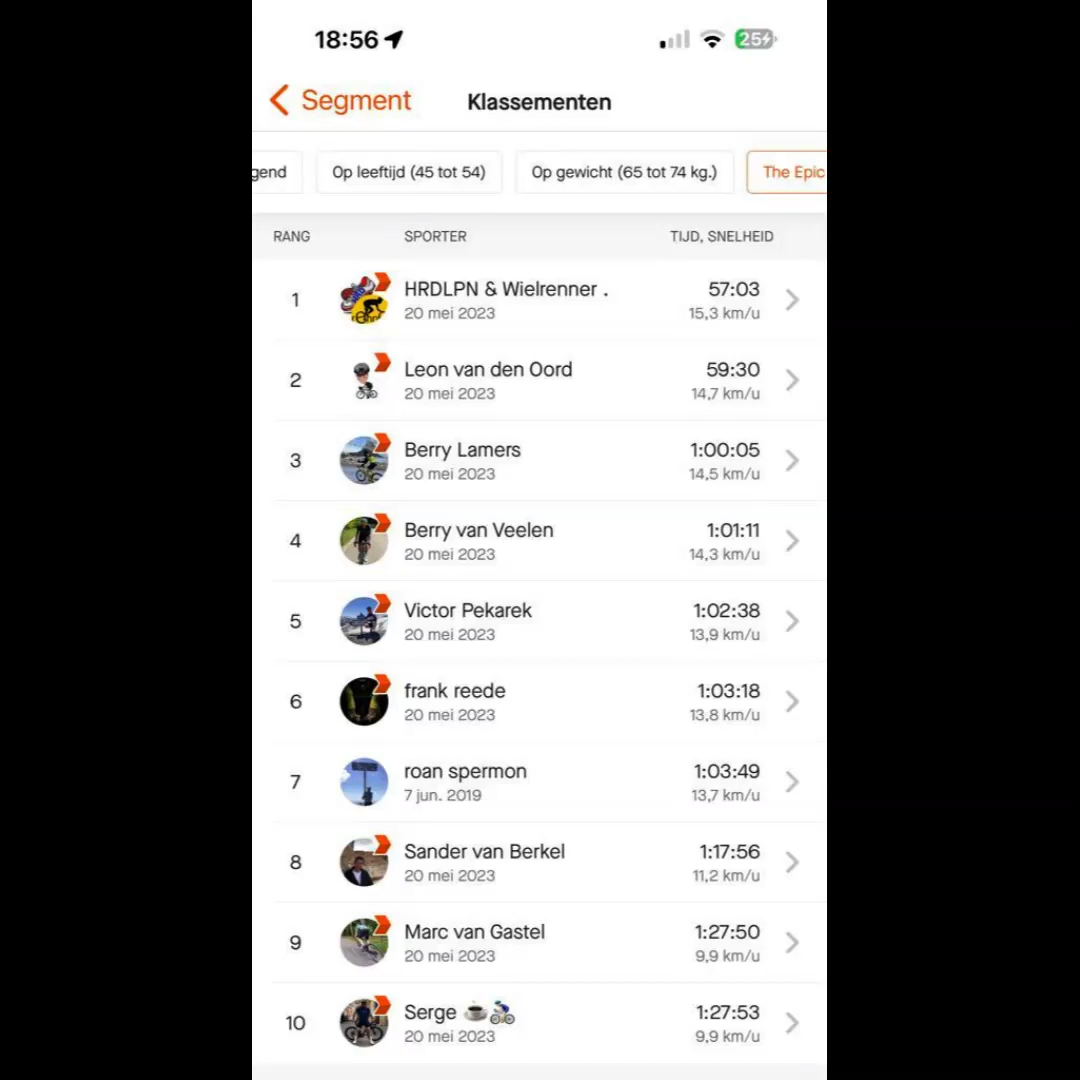 18:56
25
Segment
Klassementen
gend
Op leeftijd (45 tot 54)
Op gewicht (65 tot 74 kg.)
The Epic
RANG SPORTER TIJD, SNELHEID
1 HRDLPN & Wielrenner . 57:03
20 mei 2023 15,3 km/u
2 Leon van den Oord 59:30
20 mei 2023 14,7 km/u
3 Berry Lamers 1:00:05
20 mei 2023 14,5 km/u
4 Berry van Veelen 1:01:11
20 mei 2023 14,3 km/u
5 Victor Pekarek 1:02:38
20 mei 2023 13,9 km/u
6 frank reede 1:03:18
20 mei 2023 13,8 km/u
7 roan spermon 1:03:49
7 jun. 2019 13,7 km/u
8 Sander van Berkel 1:17:56
20 mei 2023 11,2 km/u
9 Marc van Gastel 1:27:50
20 mei 2023 9,9 km/u
10 Serge ☕🚴 1:27:53
20 mei 2023 9,9 km/u